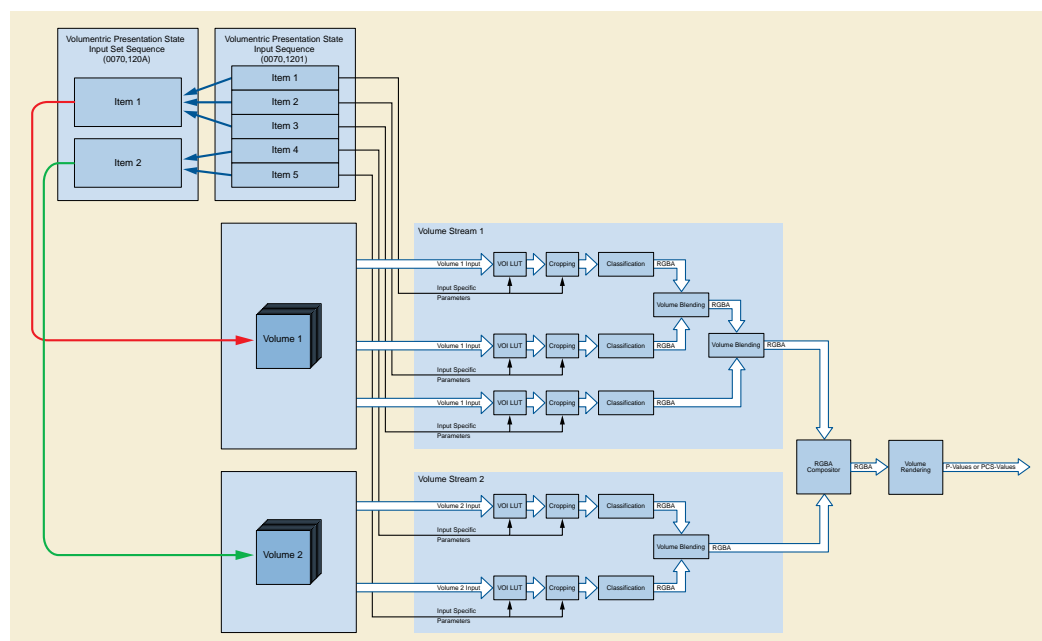 Volumentric Presentation State
Input Set Sequence
(0070,120A)
Volumentric Presentation State
Input Sequence
(0070,1201)
Item 1
Item 2
Item 1
Item 2
Item 3
Item 4
Item 5
Volume Stream 1
Volume 1 Input
VOI LUT
Cropping
Classification
RGBA
Input Specific
Parameters
Volume Blending
RGBA
Volume 1
Volume 1 Input
VOI LUT
Cropping
Classification
RGBA
Volume Blending
RGBA
Input Specific
Parameters
Volume 1 Input
VOI LUT
Cropping
Classification
RGBA
Input Specific
Parameters
RGBA
Compositor
RGBA
Volume
Rendering
P-Values or PCS-Values
Volume Stream 2
Volume 2 Input
VOI LUT
Cropping
Classification
RGBA
Input Specific
Parameters
Volume Blending
RGBA
Volume 2
Volume 2 Input
VOI LUT
Cropping
Classification
RGBA
Input Specific
Parameters